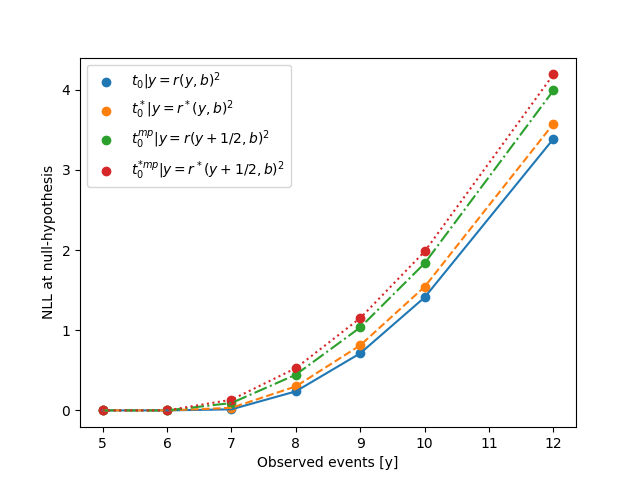 t₀|y = r(y, b)²
t₀*|y = r*(y, b)²
t₀ᵐᵖ|y = r(y + 1/2, b)²
t₀*ᵐᵖ|y = r*(y + 1/2, b)²
NLL at null-hypothesis
4
3
2
1
0
5 6 7 8 9 10 11 12
Observed events [y]